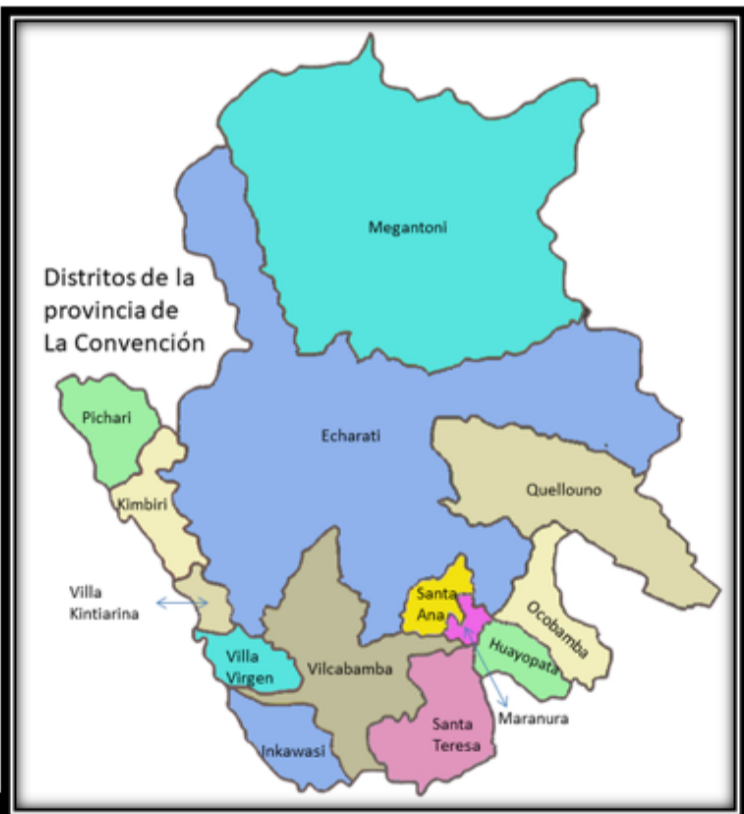 Megantoni
Distritos de la
provincia de
La Convención
Pichari
Echarati
Quellouno
Kimbiri
Villa
Kintiarina
Santa
Ana
Ocobamba
Huayopata
Villa
Virgen
Vilcabamba
Maranura
Santa
Teresa
Inkawasi